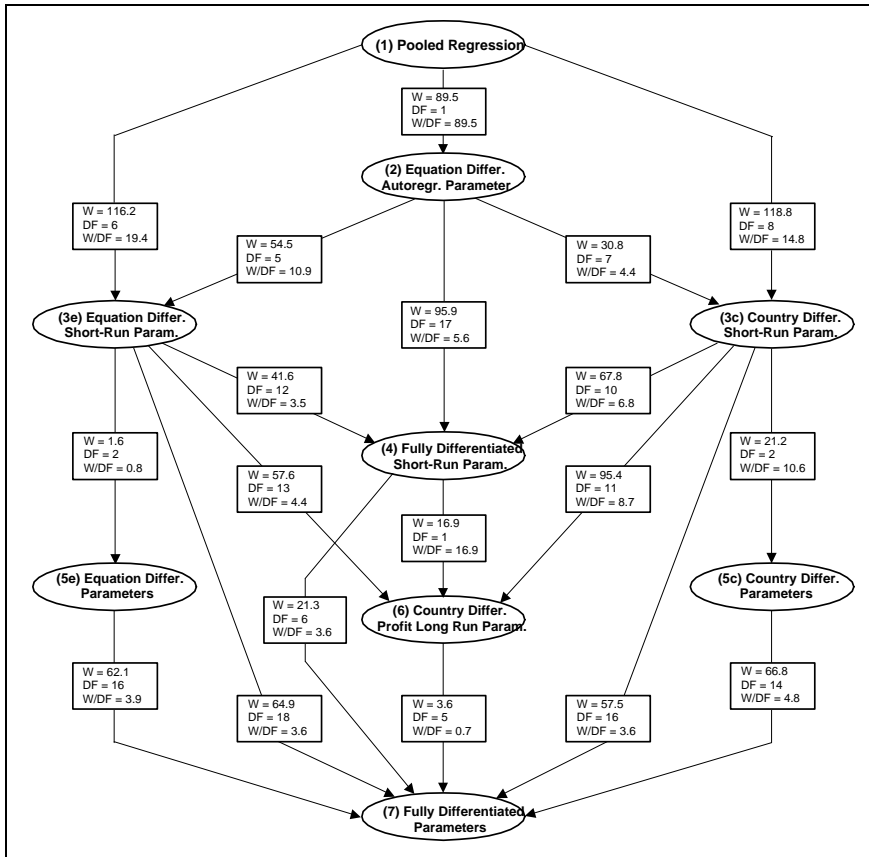 (1) Pooled Regression
W = 89.5
DF = 1
W/DF = 89.5
(2) Equation Differ.
Autoregr. Parameter
W = 116.2
DF = 6
W/DF = 19.4
W = 118.8
DF = 8
W/DF = 14.8
W = 54.5
DF = 5
W/DF = 10.9
W = 30.8
DF = 7
W/DF = 4.4
W = 95.9
DF = 17
W/DF = 5.6
(3e) Equation Differ.
Short-Run Param.
(3c) Country Differ.
Short-Run Param.
W = 41.6
DF = 12
W/DF = 3.5
W = 67.8
DF = 10
W/DF = 6.8
W = 1.6
DF = 2
W/DF = 0.8
W = 21.2
DF = 2
W/DF = 10.6
(4) Fully Differentiated
Short-Run Param.
W = 57.6
DF = 13
W/DF = 4.4
W = 95.4
DF = 11
W/DF = 8.7
W = 16.9
DF = 1
W/DF = 16.9
(5e) Equation Differ.
Parameters
(5c) Country Differ.
Parameters
W = 21.3
DF = 6
W/DF = 3.6
(6) Country Differ.
Profit Long Run Param.
W = 62.1
DF = 16
W/DF = 3.9
W = 66.8
DF = 14
W/DF = 4.8
W = 64.9
DF = 18
W/DF = 3.6
W = 3.6
DF = 5
W/DF = 0.7
W = 57.5
DF = 16
W/DF = 3.6
(7) Fully Differentiated
Parameters